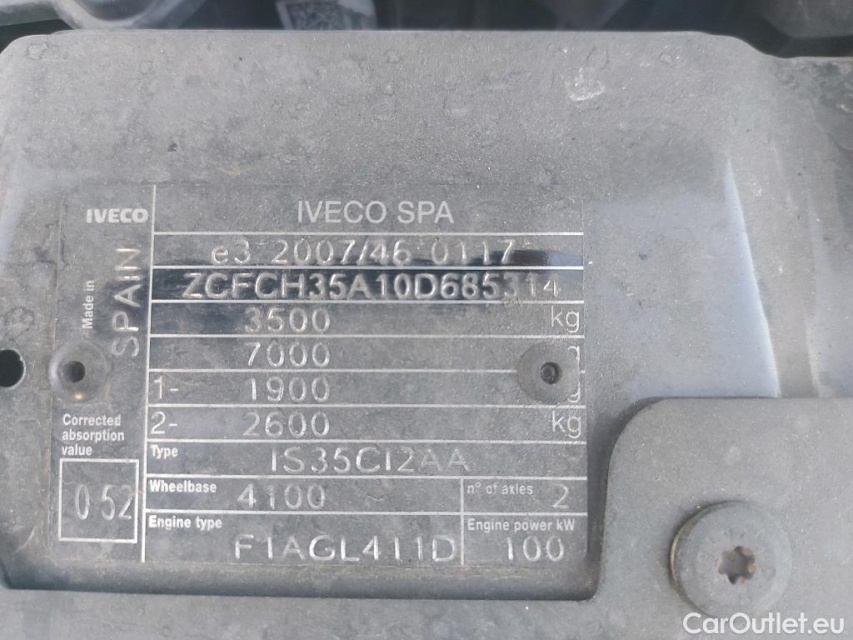 IVECO IVECO SPA
Made in SPAIN
e3 2007/46 0117
ZCFCH35A10D685314
3500 kg
7000
1- 1900
2- 2600 kg
Corrected absorption value
0 52
Type IS35CI2AA
Wheelbase 4100 n° of axles 2
Engine type F1AGL411D Engine power kW 100
CarOutlet.eu